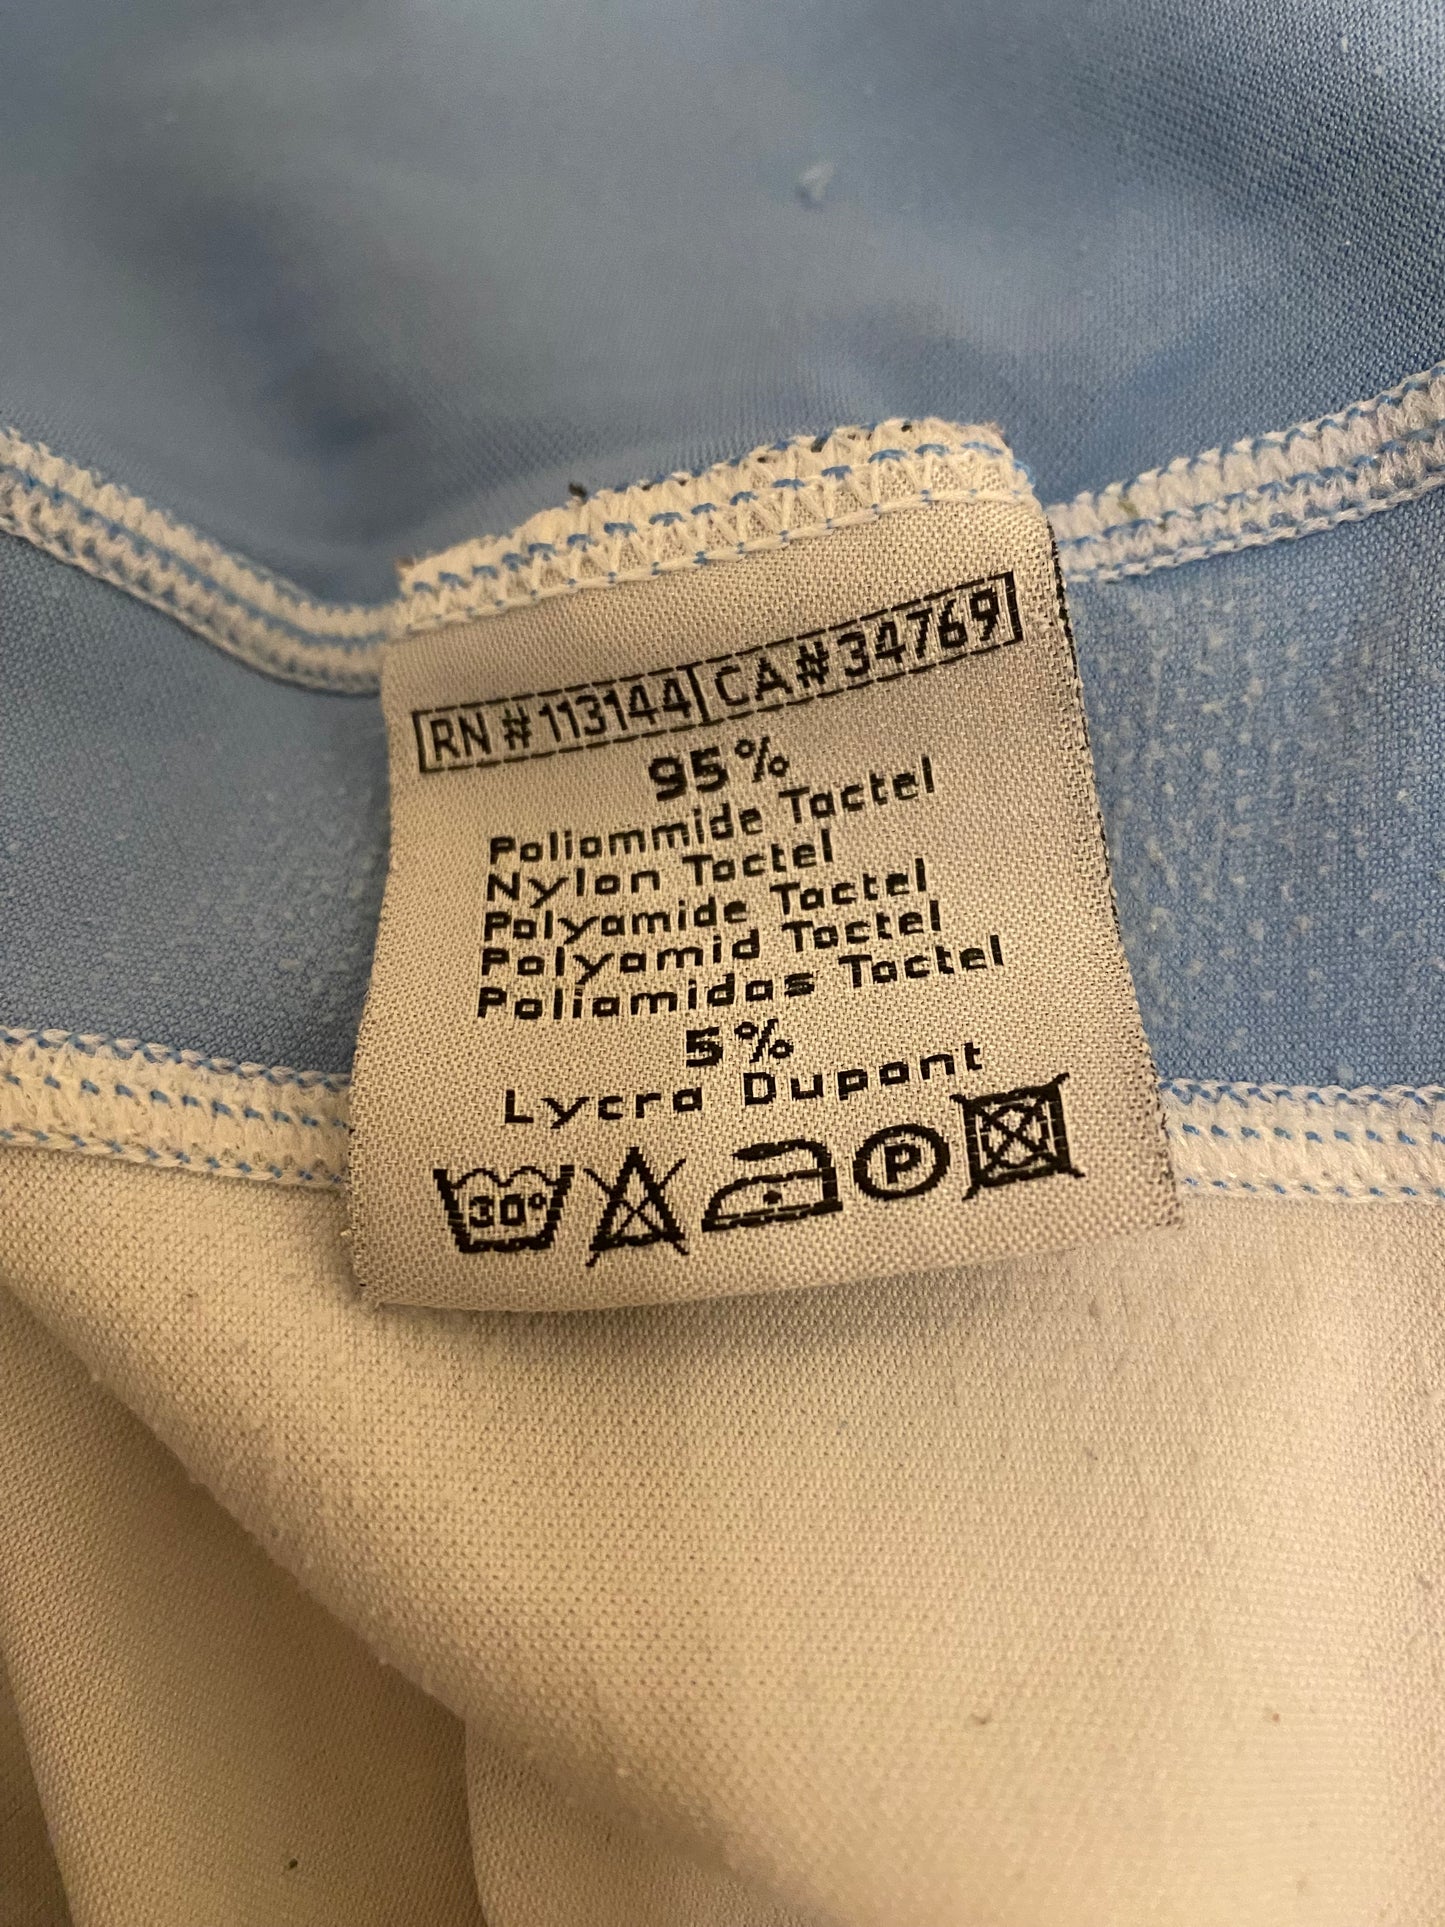 RN # 113144 CA # 34769
95%
Poliammide Tactel
Nylon Tactel
Polyamide Tactel
Polyamid Tactel
Poliamidas Tactel
5%
Lycra Dupont
30° P